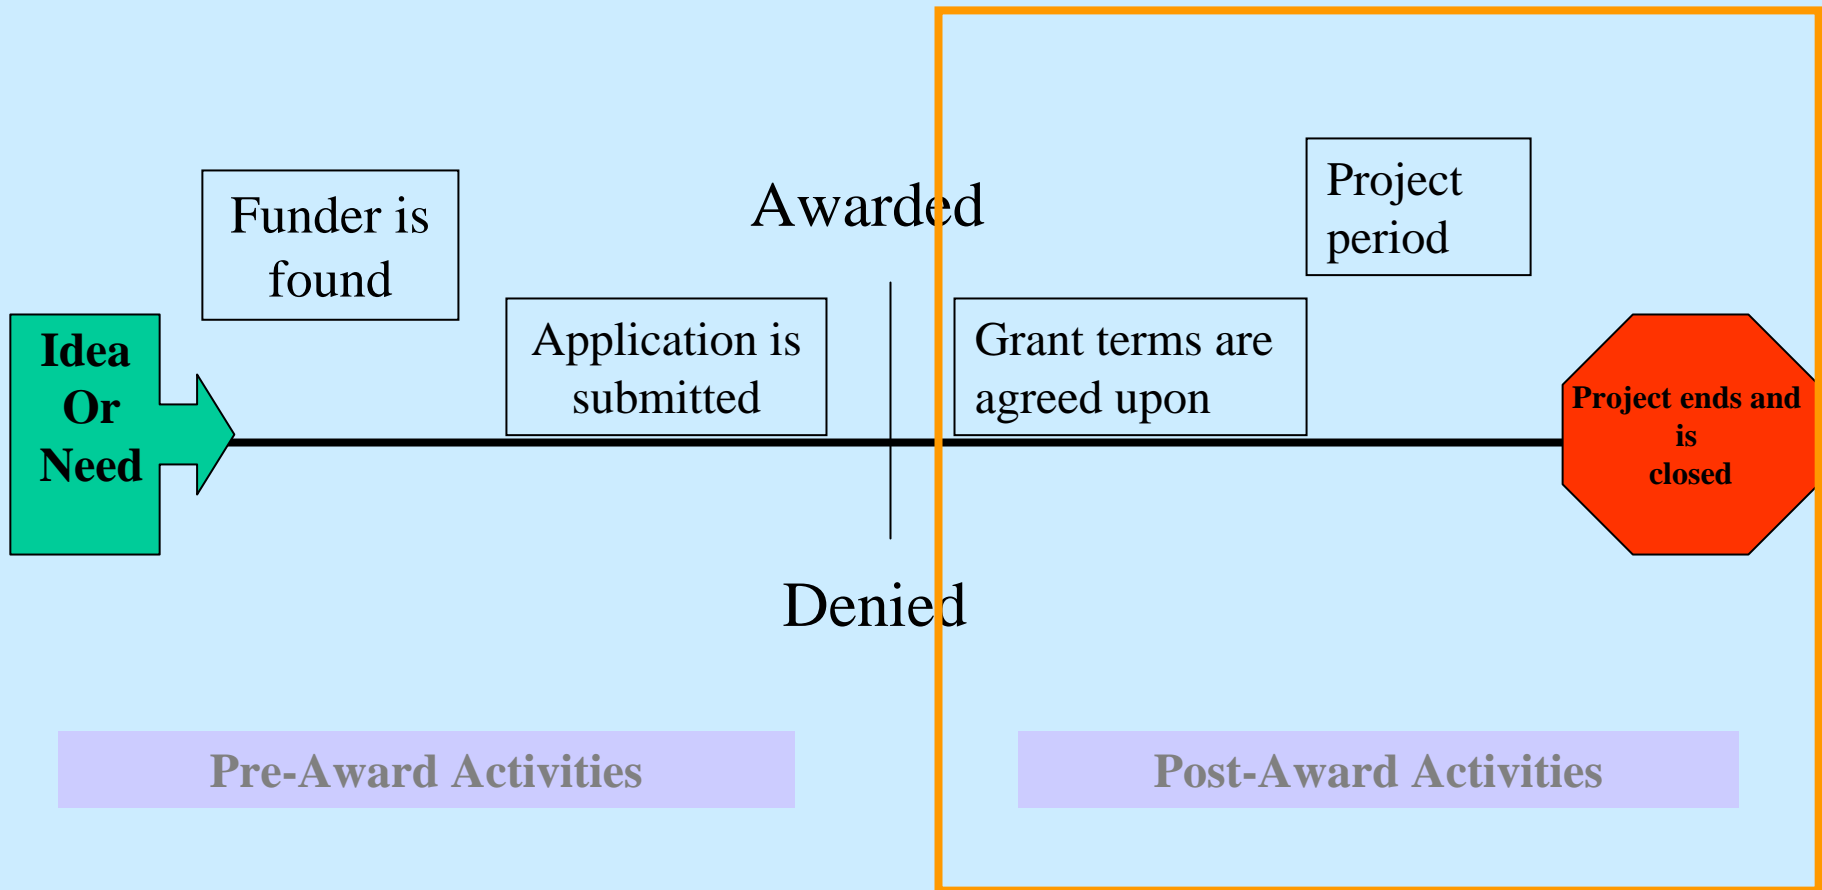 Idea
Or
Need
Funder is
found
Application is
submitted
Awarded
Denied
Grant terms are
agreed upon
Project
period
Project ends and
is
closed
Pre-Award Activities
Post-Award Activities